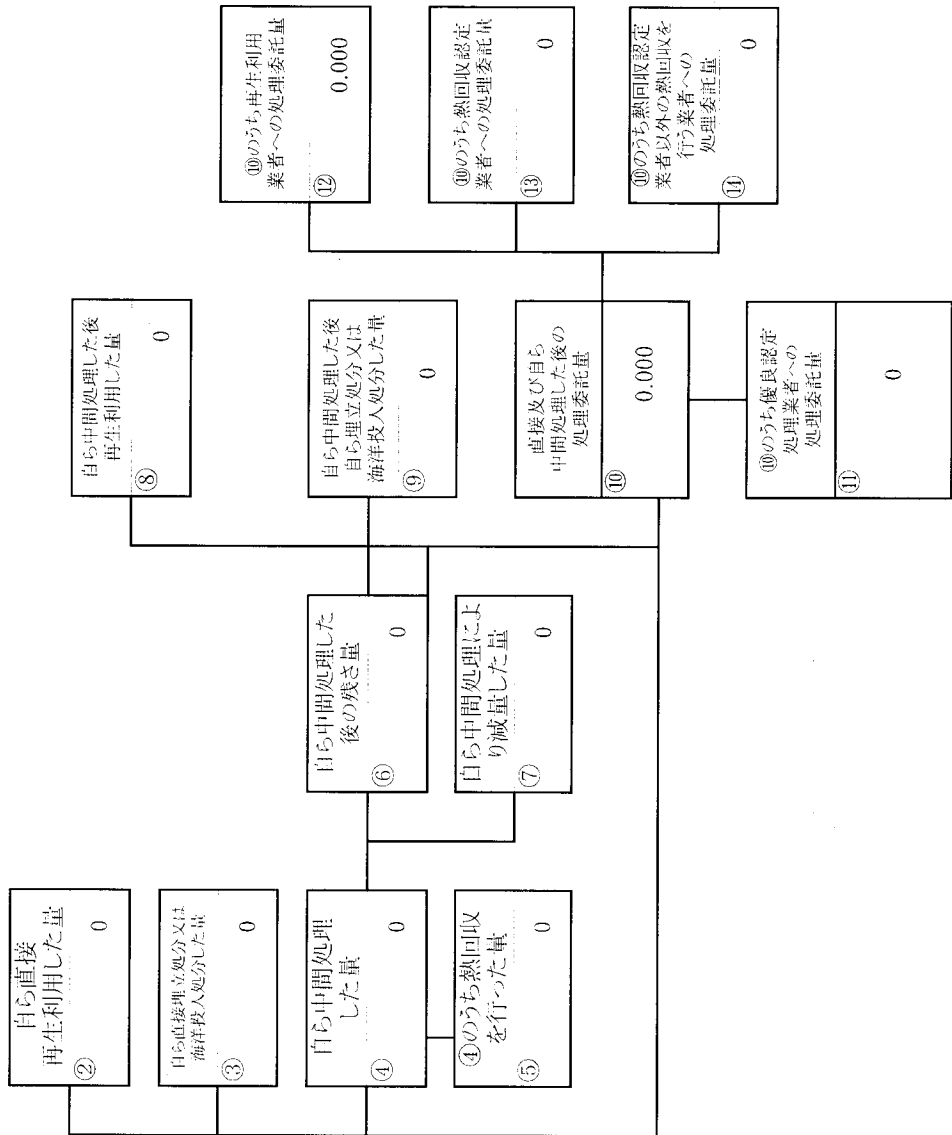 自ら直接
再生利用した量
② 0
自ら直接埋立処分又は
海洋投入処分した量
③ 0
自ら中間処理
した量
④ 0
④のうち熱回収
を行った量
⑤ 0
自ら中間処理した
後の残さ量
⑥ 0
自ら中間処理によ
り減量した量
⑦ 0
自ら中間処理した後
再生利用した量
⑧ 0
自ら中間処理した後
自ら埋立処分又は
海洋投入処分した量
⑨ 0
直接及び自ら
中間処理した後の
処理委託量
⑩ 0.000
⑩のうち優良認定
処理業者への
処理委託量
⑪ 0
⑩のうち再生利用
業者への処理委託量
⑫ 0.000
⑩のうち熱回収認定
業者への処理委託量
⑬ 0
⑩のうち熱回収認定
業者以外の熱回収を
行う業者への
処理委託量
⑭ 0